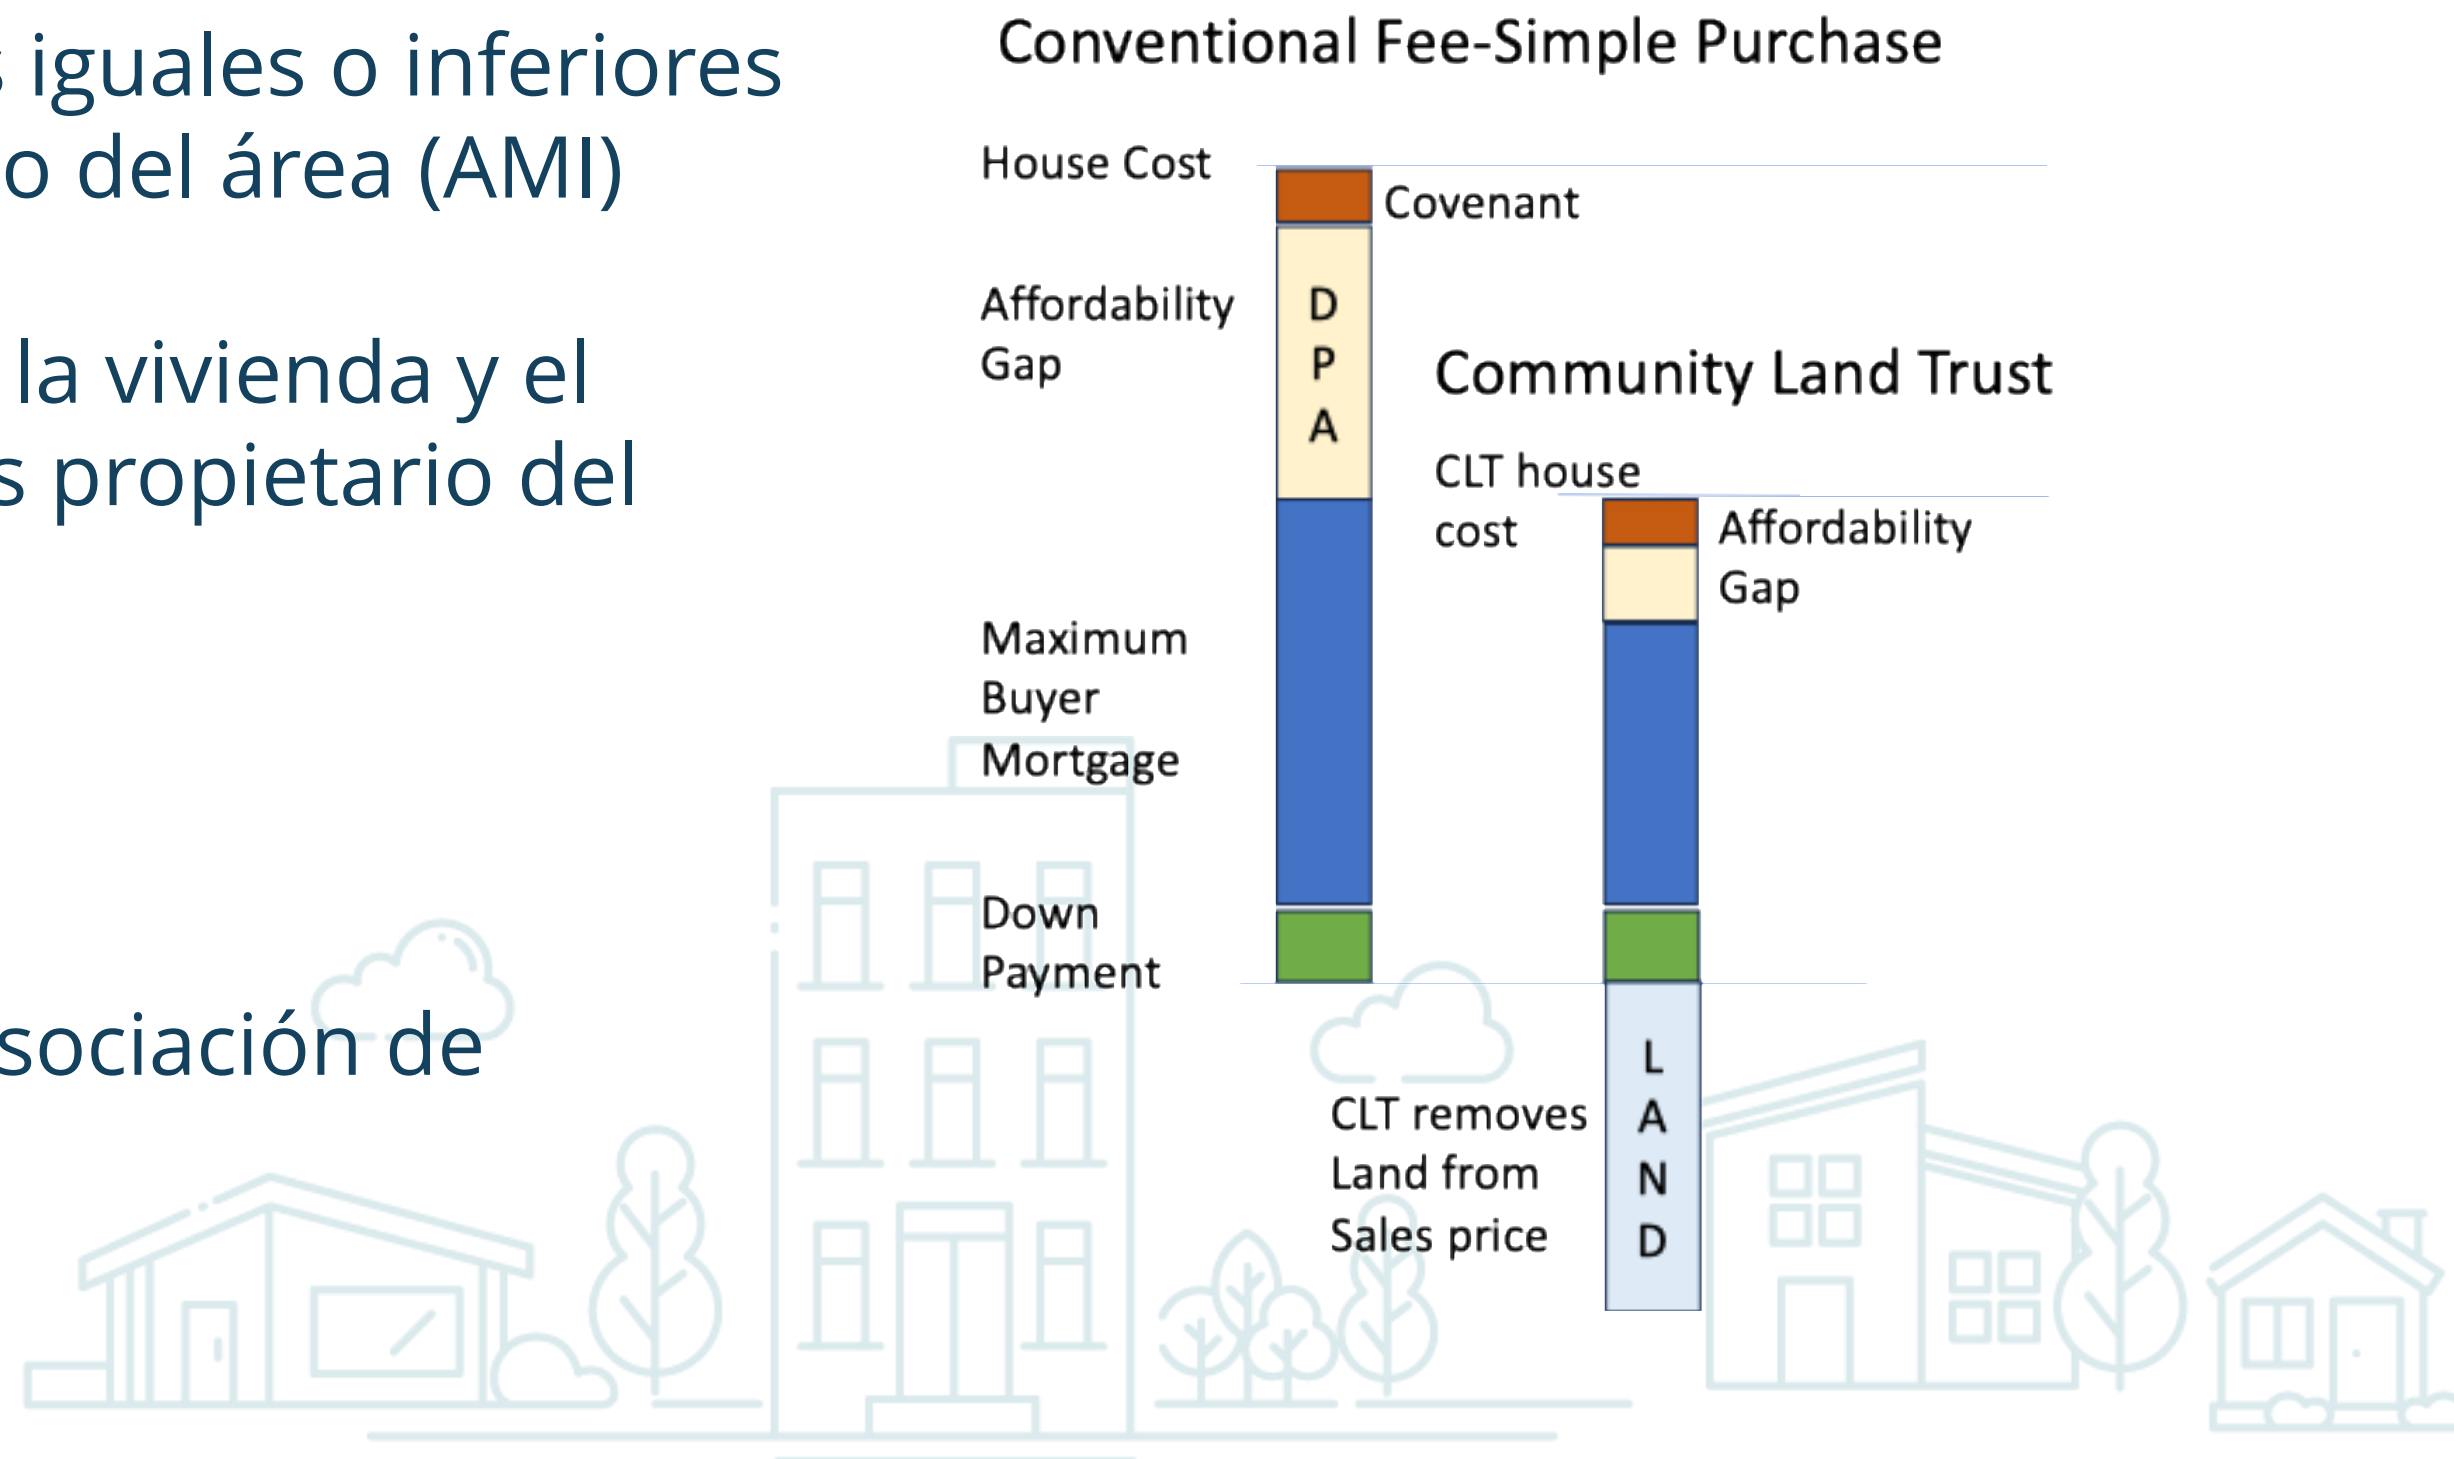 iguales o inferiores
o del área (AMI)
la vivienda y el
s propietario del
sociación de
Conventional Fee-Simple Purchase
House Cost
Covenant
Affordability
Gap
D
P
A
Maximum
Buyer
Mortgage
Down
Payment
Community Land Trust
CLT house
cost
Affordability
Gap
CLT removes
Land from
Sales price
L
A
N
D